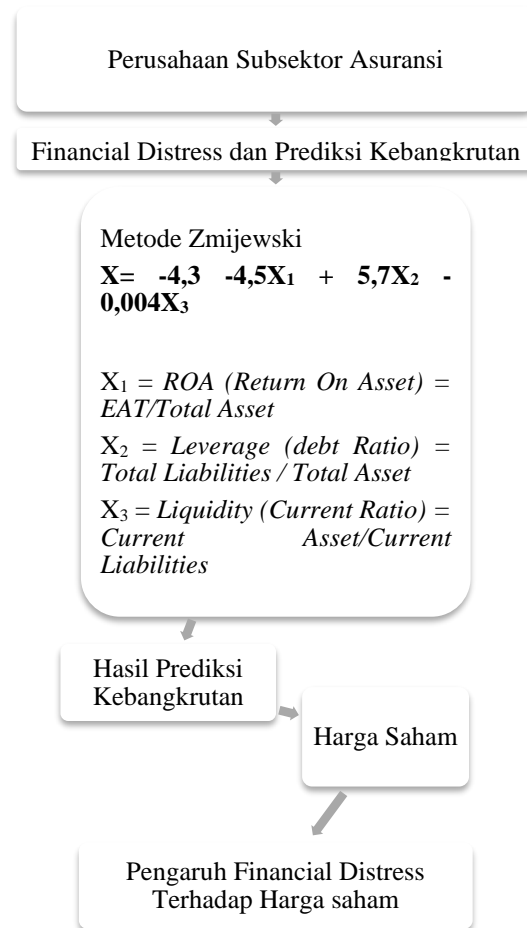 Perusahaan Subsektor Asuransi
Financial Distress dan Prediksi Kebangkrutan
Metode Zmijewski
X= -4,3 -4,5X₁ + 5,7X₂ -
0,004X₃
X₁ = ROA (Return On Asset) =
EAT/Total Asset
X₂ = Leverage (debt Ratio) =
Total Liabilities / Total Asset
X₃ = Liquidity (Current Ratio) =
Current Asset/Current
Liabilities
Hasil Prediksi
Kebangkrutan
Harga Saham
Pengaruh Financial Distress
Terhadap Harga saham